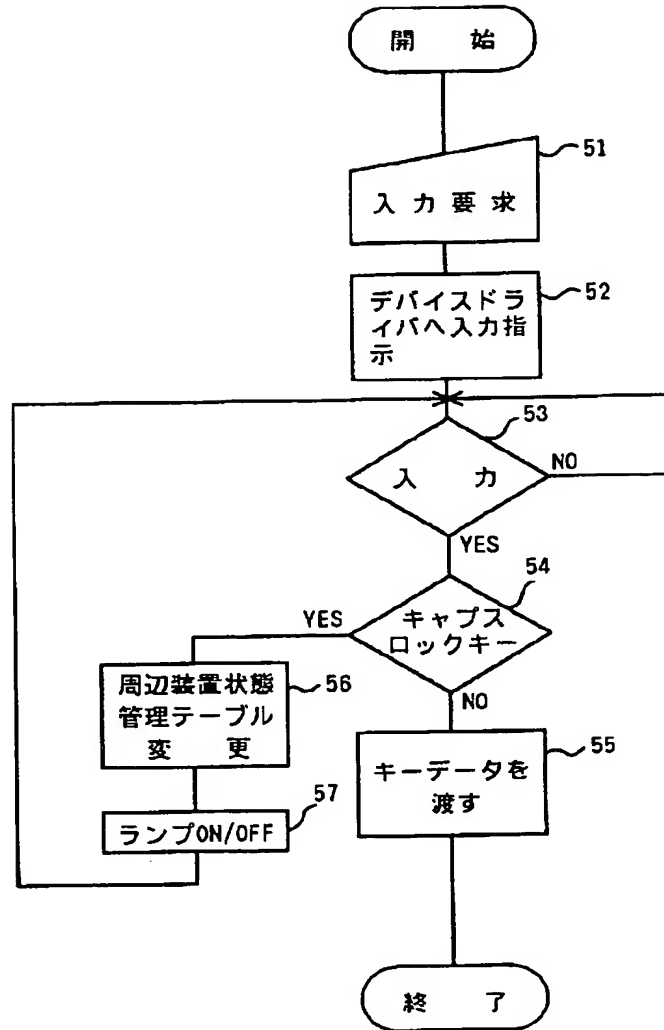 開 始
51
入力要求
52
デバイスドラ
イバへ入力指
示
53
入 力
NO
YES
54
キャプス
ロックキー
YES
NO
56
周辺装置状態
管理テーブル
変 更
55
キーデータを
渡す
57
ランプON/OFF
終 了